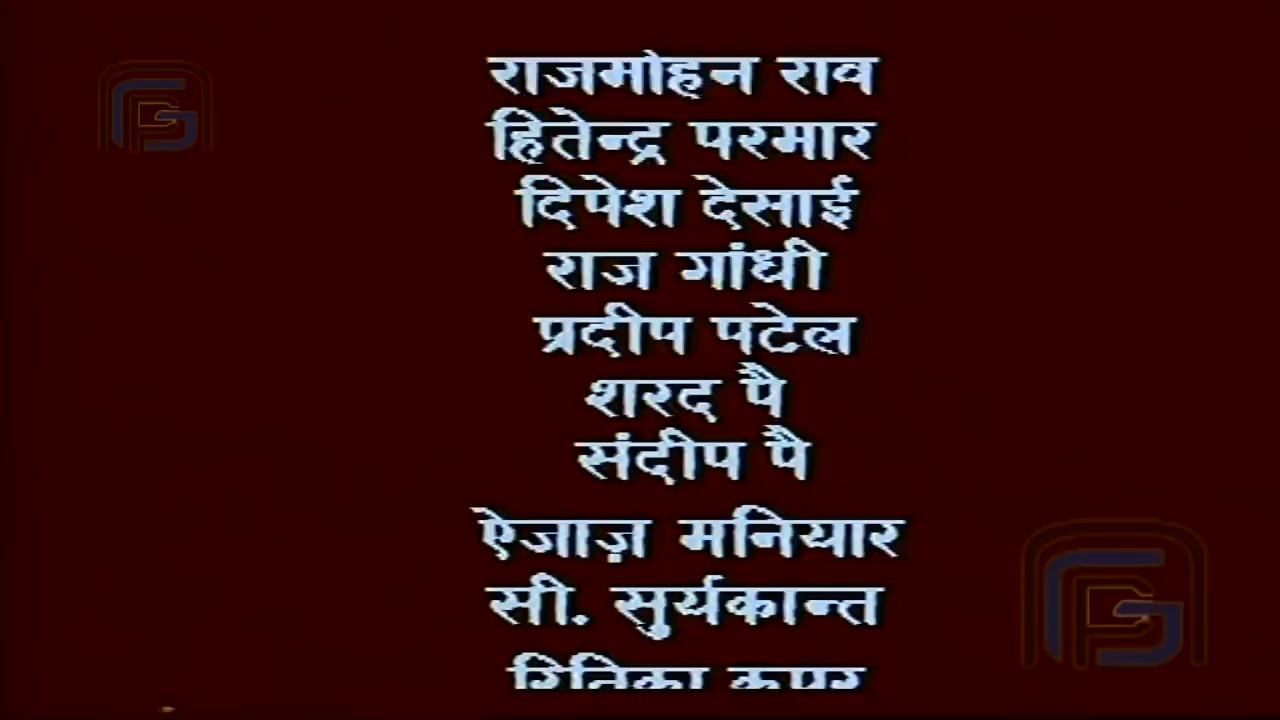 राजमोहन राव
हितेन्द्र परमार
दिपेश देसाई
राज गांधी
प्रदीप पटेल
शरद पै
संदीप पै
ऐजाज़ मनियार
सी. सुर्यकान्त